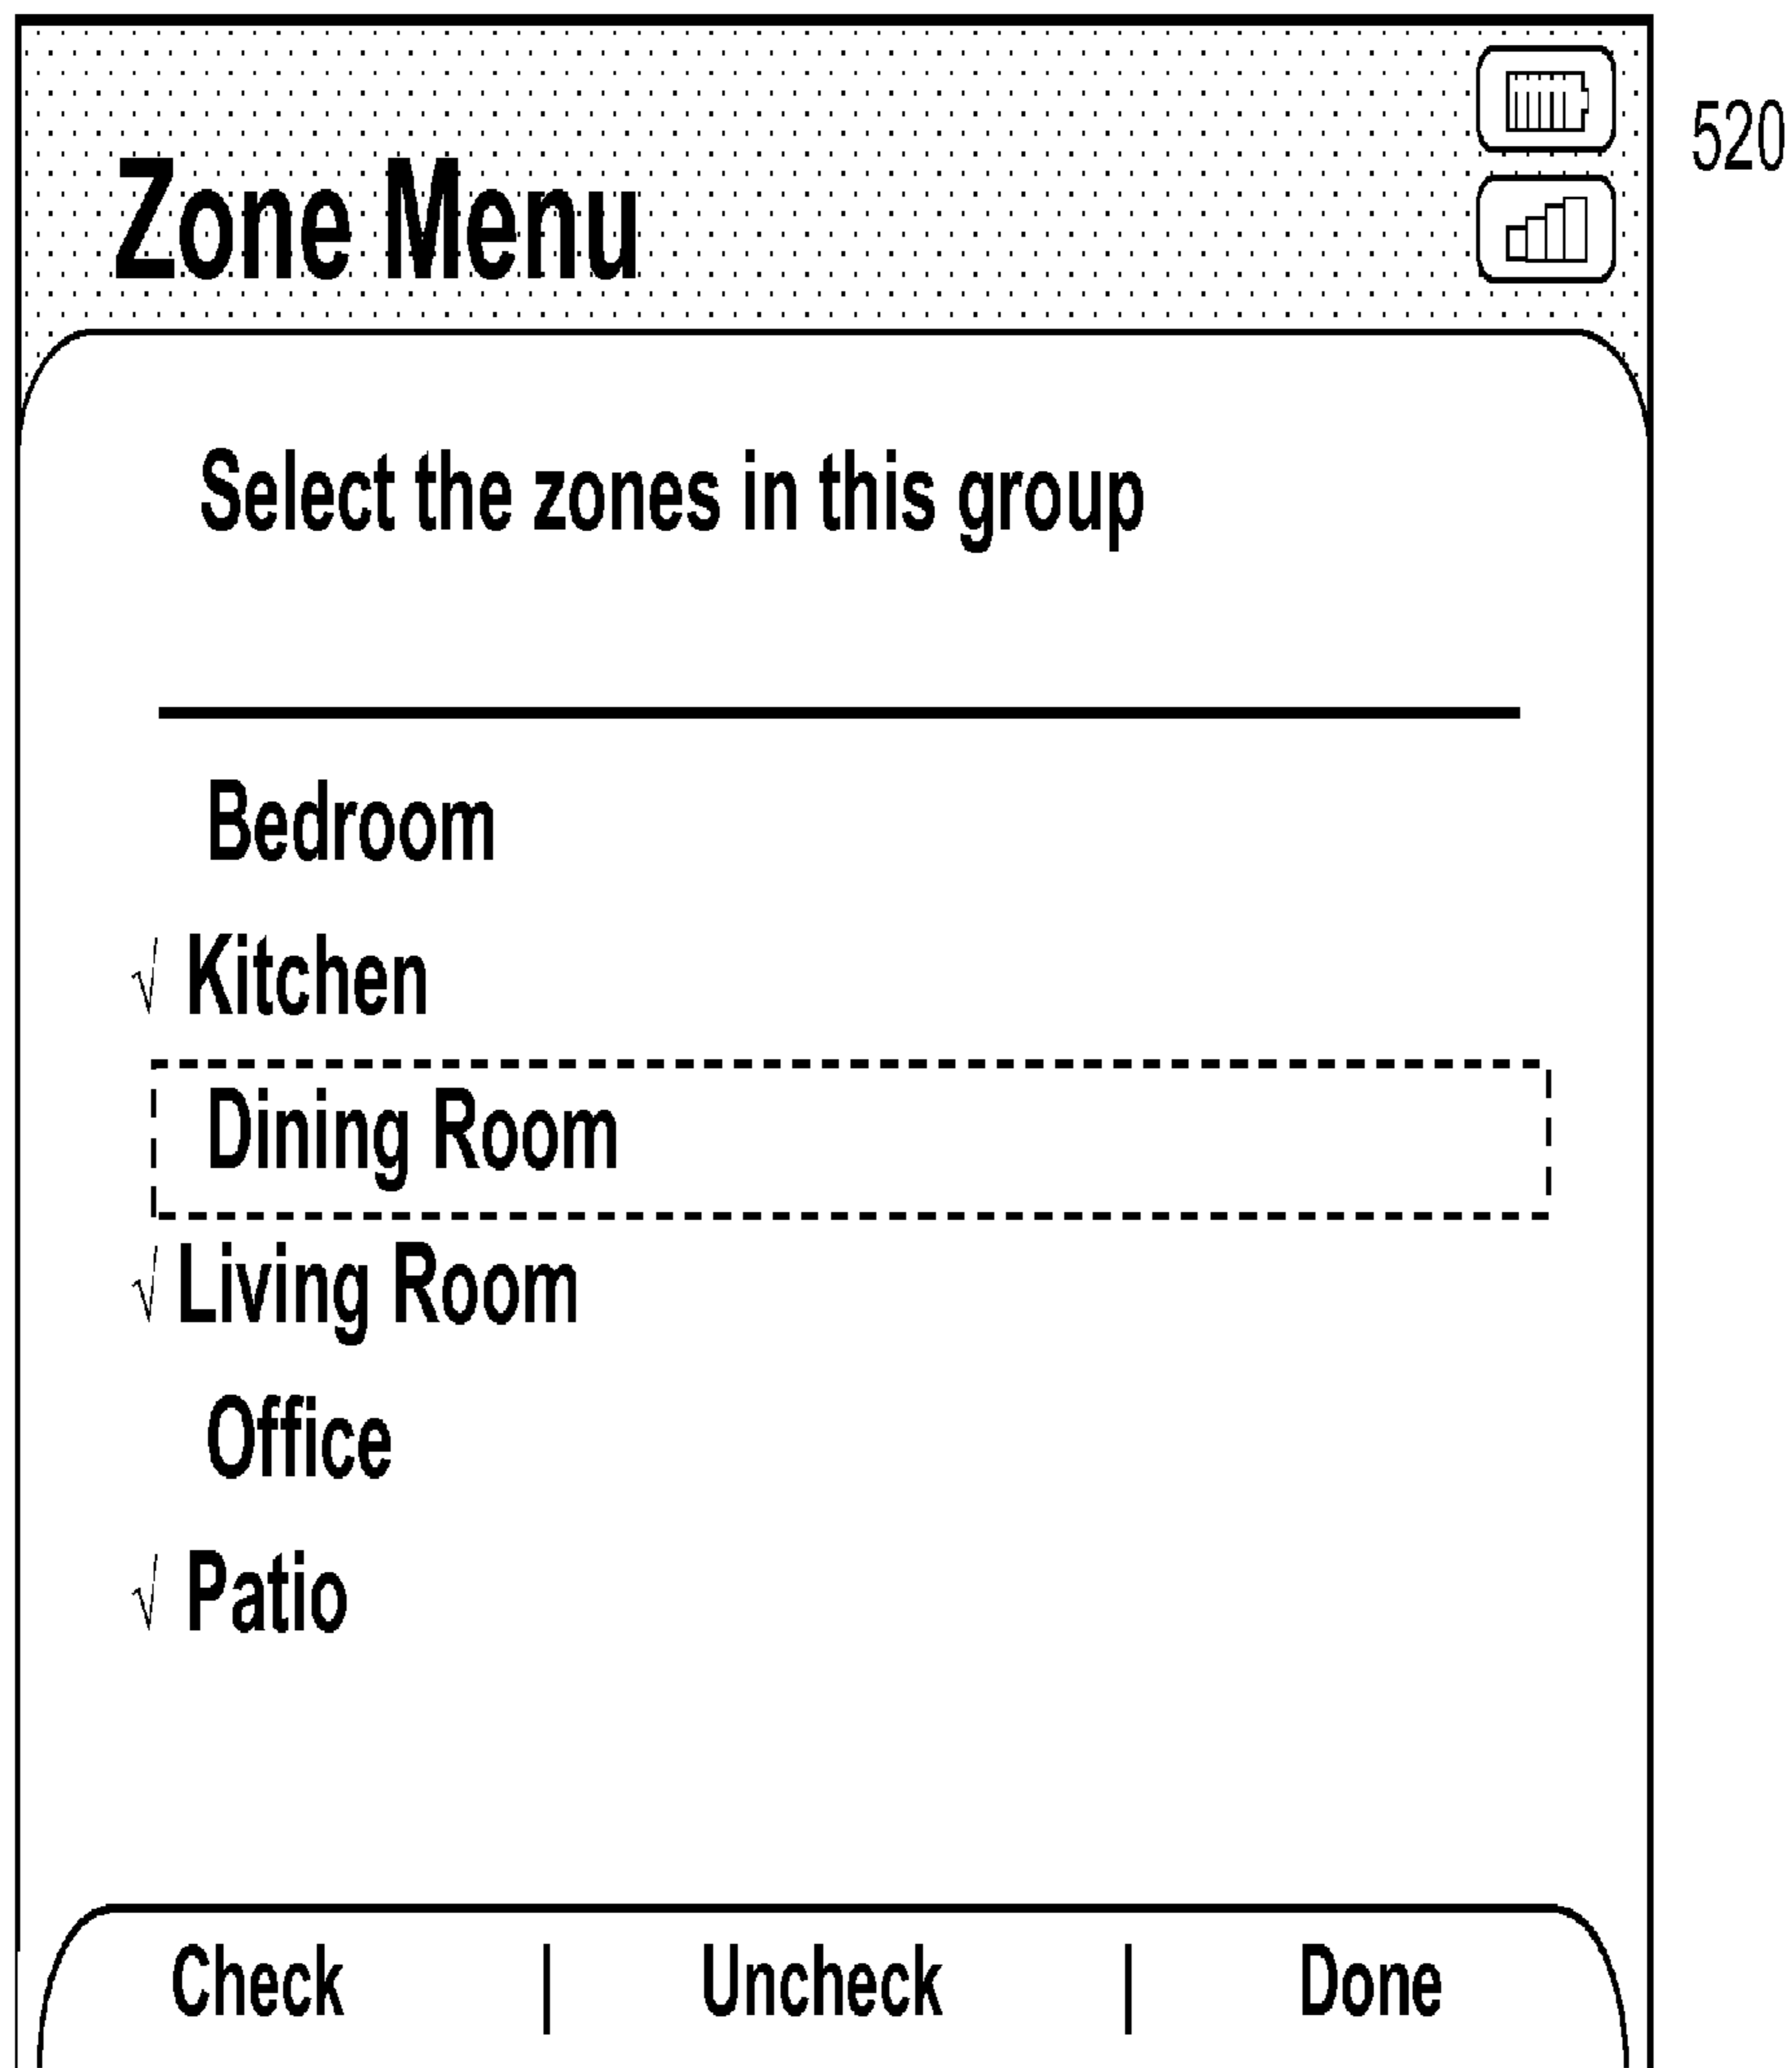 520
Zone Menu
Select the zones in this group
Bedroom
√ Kitchen
Dining Room
√ Living Room
Office
√ Patio
Check | Uncheck | Done